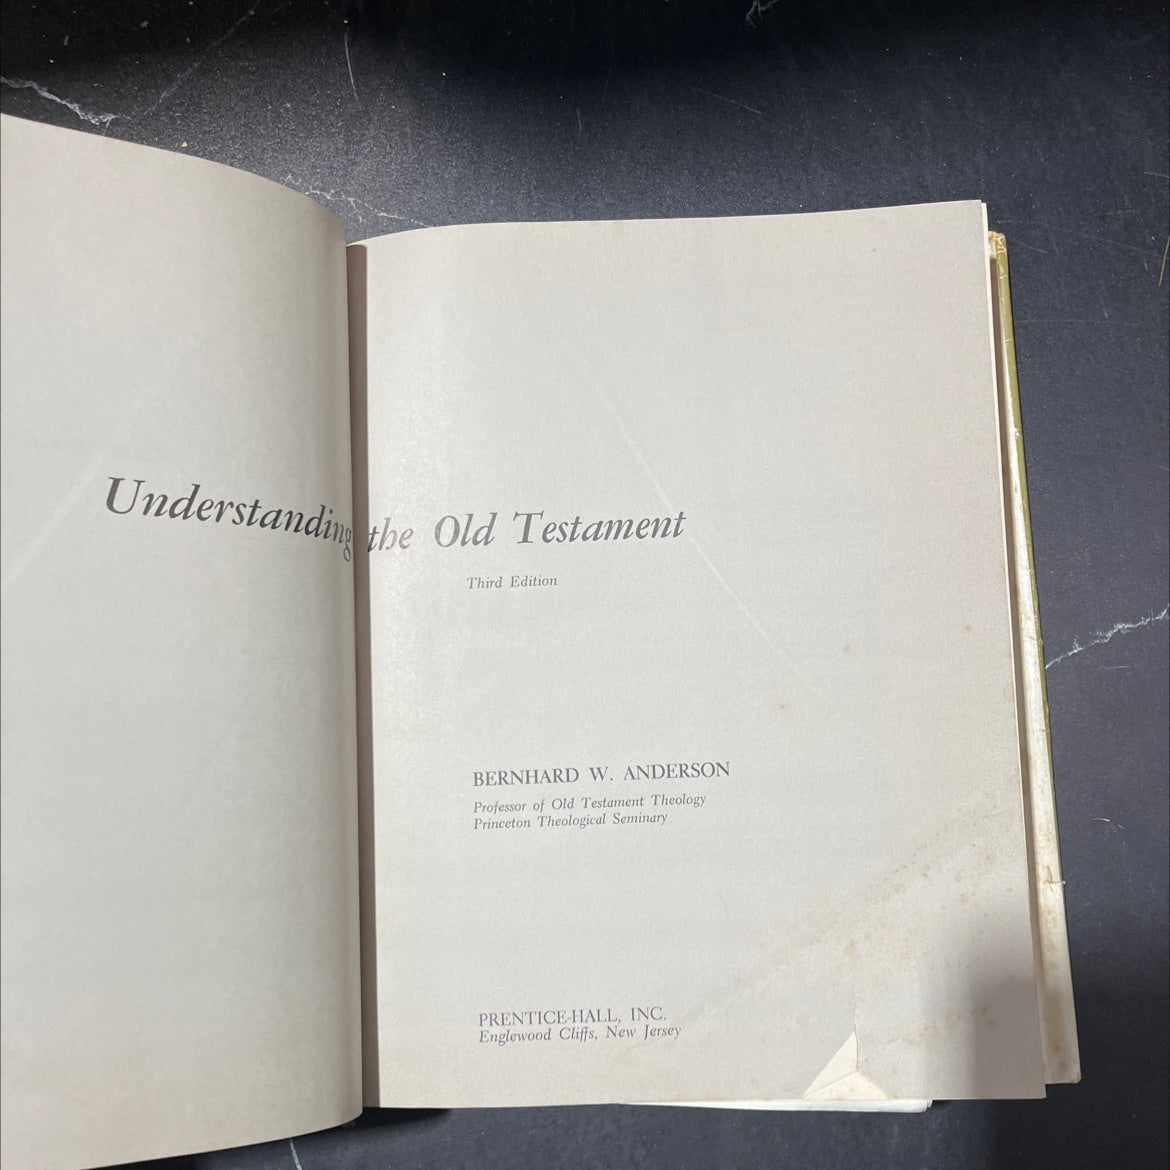 Understanding the Old Testament
Third Edition
BERNHARD W. ANDERSON
Professor of Old Testament Theology
Princeton Theological Seminary
PRENTICE-HALL, INC.
Englewood Cliffs, New Jersey